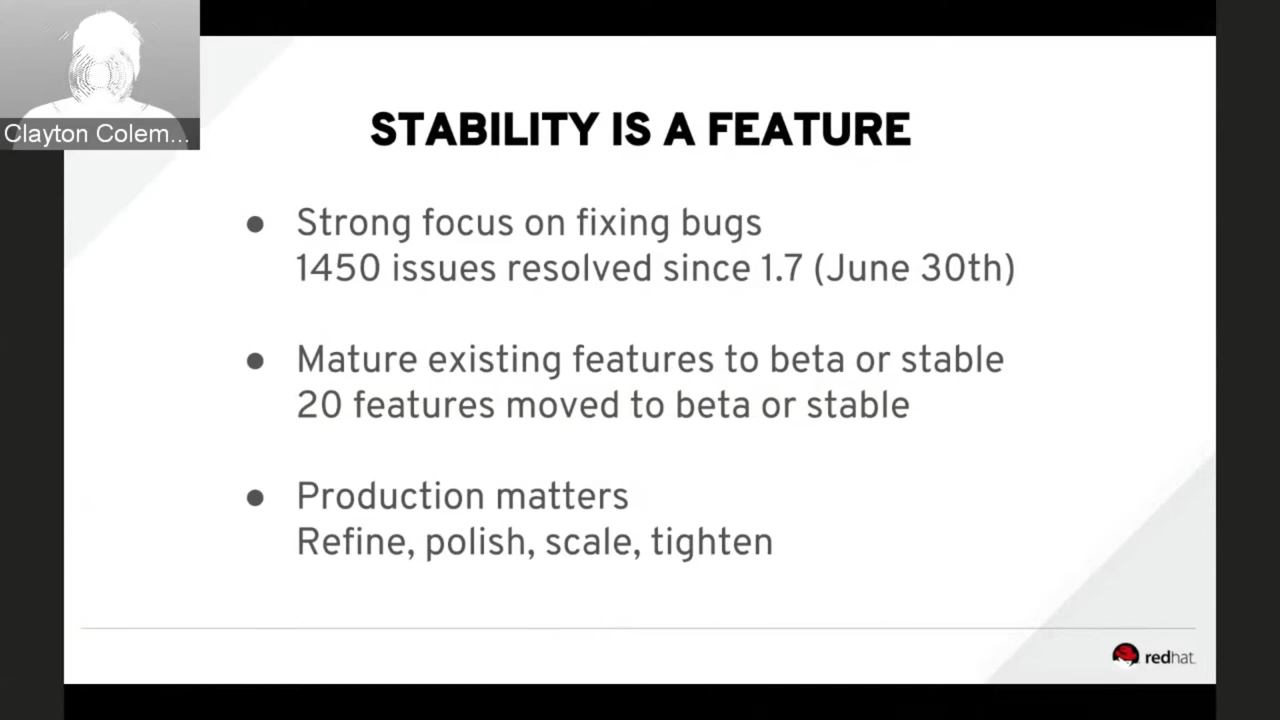 Clayton Colem...
STABILITY IS A FEATURE
● Strong focus on fixing bugs
1450 issues resolved since 1.7 (June 30th)
● Mature existing features to beta or stable
20 features moved to beta or stable
● Production matters
Refine, polish, scale, tighten
redhat.